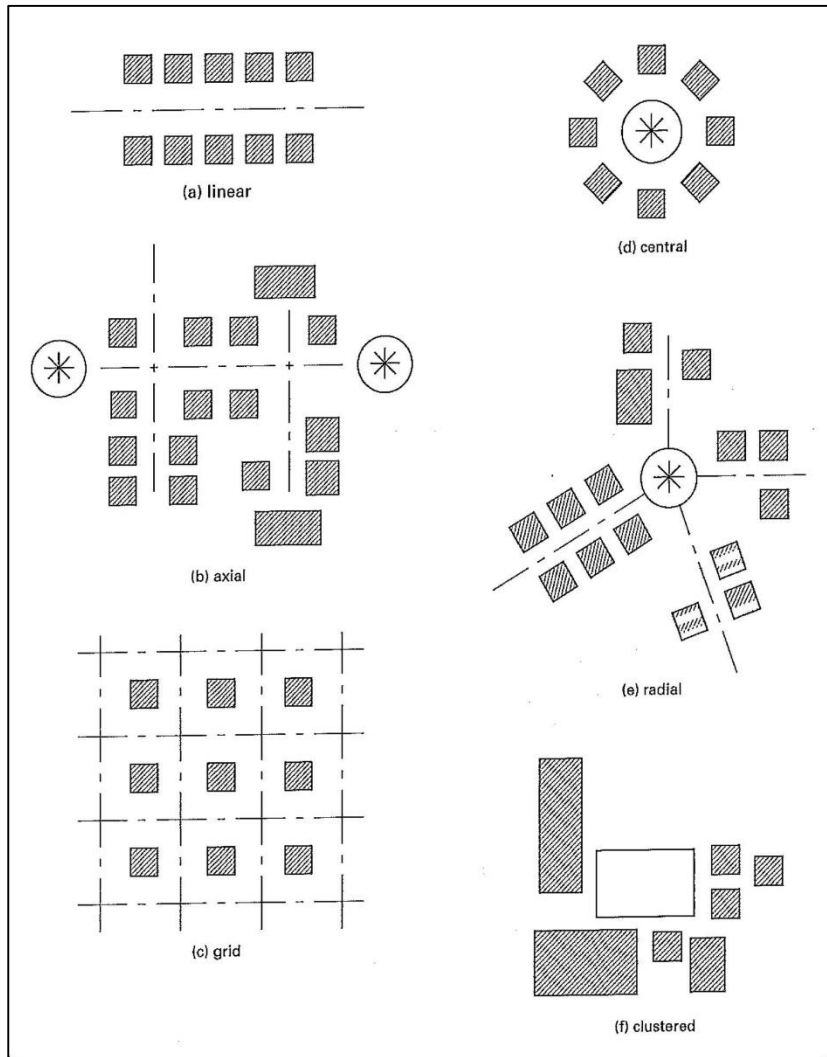 (a) linear
(b) axial
(c) grid
(d) central
(e) radial
(f) clustered